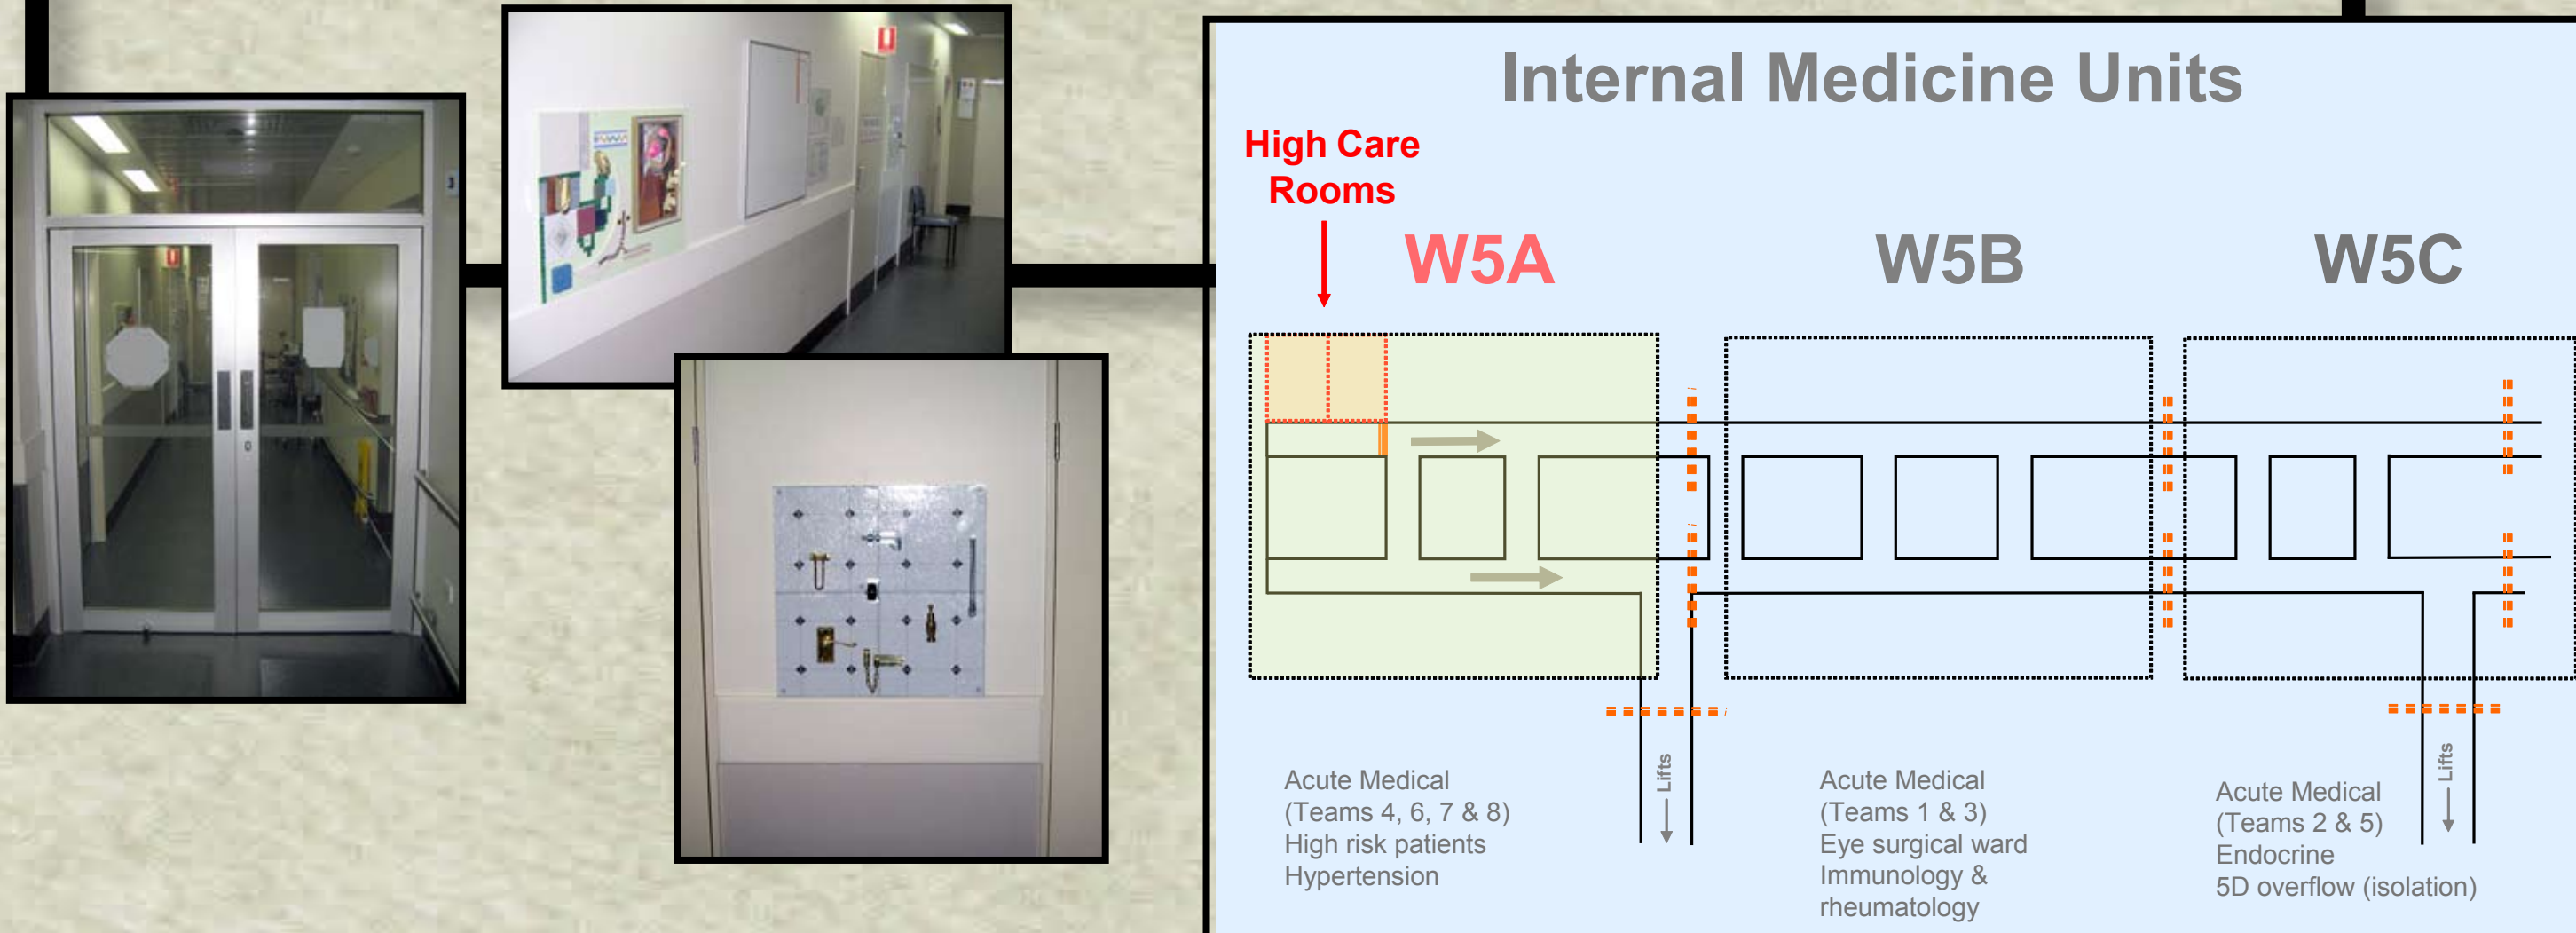 Internal Medicine Units
High Care
Rooms
W5A
W5B
W5C
Lifts
Lifts
Acute Medical
(Teams 4, 6, 7 & 8)
High risk patients
Hypertension
Acute Medical
(Teams 1 & 3)
Eye surgical ward
Immunology &
rheumatology
Acute Medical
(Teams 2 & 5)
Endocrine
5D overflow (isolation)